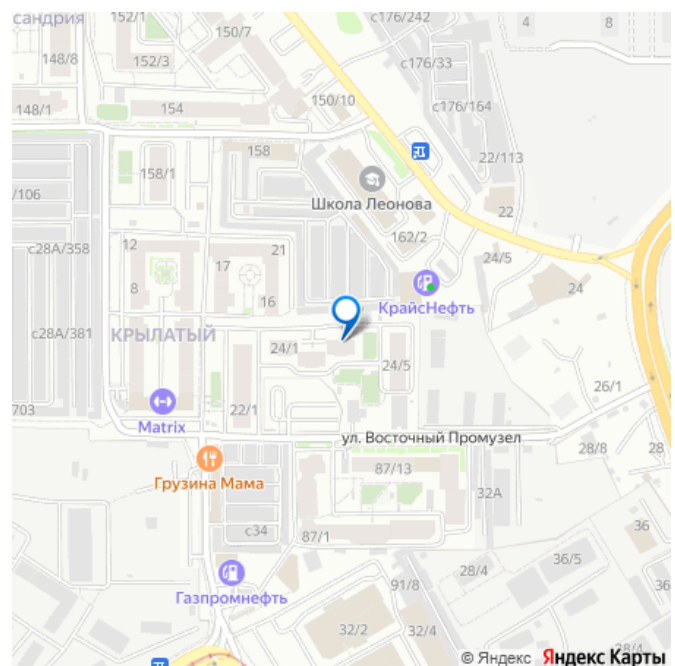 сандрия
152/1
150/7
с176/242
4
8
148/8
152/3
с176/33
148/1
154
150/10
с176/164
158
22/113
158/1
/106
Школа Леонова
22
162/2
с28А/358
12
17
21
24/5
24
8
16
КрайсНефть
с28А/381
КРЫЛАТЫЙ
24/1
24/5
26/1
703
Matrix
22/1
ул. Восточный Промузел
28/8
28
Грузина Мама
87/13
32А
с34
87/1
36
36/5
28/4
36
Газпромнефть
91/8
32/2
32/4
28/4
© Яндекс Яндекс Карты